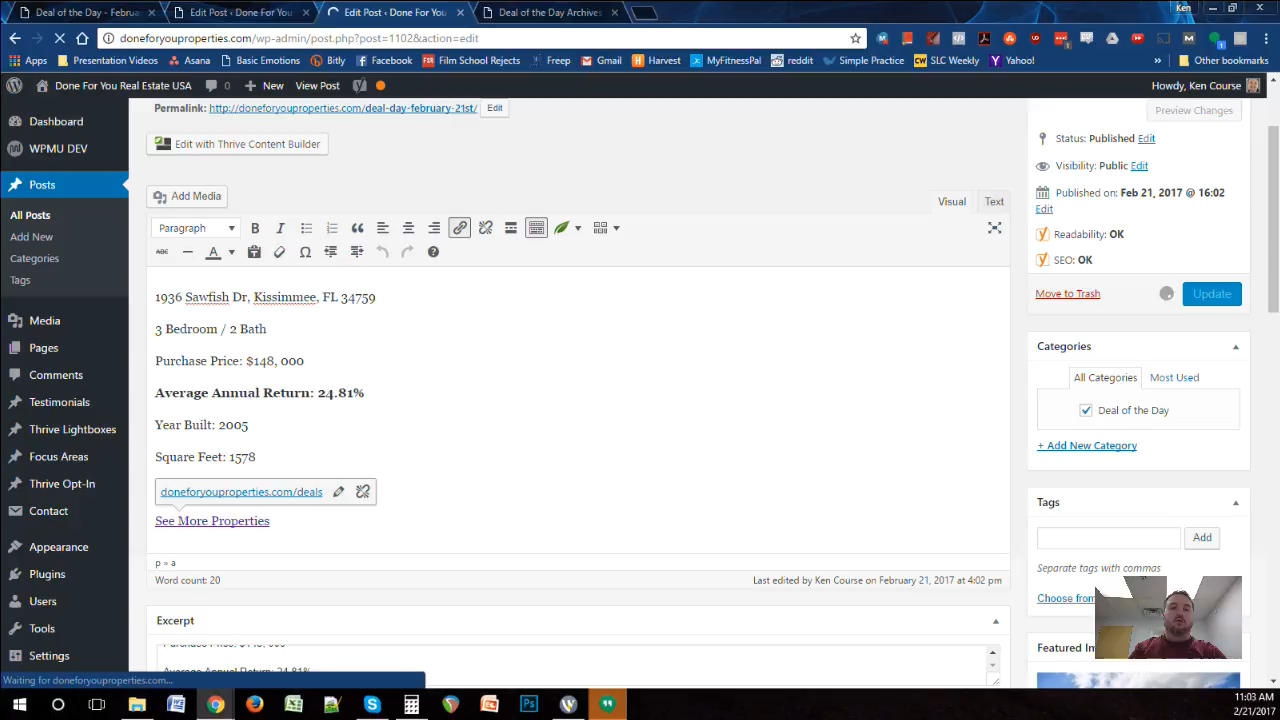 Deal of the Day - Februa
Edit Post ‹ Done For You
Edit Post ‹ Done For You
Deal of the Day Archives
Ken
doneforyouproperties.com/wp-admin/post.php?post=1102&action=edit
Apps
Presentation Videos
Asana
Basic Emotions
Bitly
Facebook
Film School Rejects
Freep
Gmail
Harvest
MyFitnessPal
reddit
Simple Practice
SLC Weekly
Yahoo!
»
Other bookmarks
Done For You Real Estate USA
New
View Post
Howdy, Ken Course
Dashboard
WPMU DEV
Posts
All Posts
Add New
Categories
Tags
Media
Pages
Comments
Testimonials
Thrive Lightboxes
Focus Areas
Thrive Opt-In
Contact
Appearance
Plugins
Users
Tools
Settings
Permalink: http://doneforyouproperties.com/deal-day-february-21st/ Edit
Edit with Thrive Content Builder
Add Media
Visual
Text
Paragraph
1936 Sawfish Dr, Kissimmee, FL 34759
3 Bedroom / 2 Bath
Purchase Price: $148, 000
Average Annual Return: 24.81%
Year Built: 2005
Square Feet: 1578
doneforyouproperties.com/deals
See More Properties
p » a
Word count: 20
Last edited by Ken Course on February 21, 2017 at 4:02 pm
Excerpt
Purchase Price: $148, 000
Average Annual Return: 24.81%
Preview Changes
Status: Published Edit
Visibility: Public Edit
Published on: Feb 21, 2017 @ 16:02
Edit
Readability: OK
SEO: OK
Move to Trash
Update
Categories
All Categories
Most Used
Deal of the Day
+ Add New Category
Tags
Add
Separate tags with commas
Choose from
Featured Im
Waiting for doneforyouproperties.com...
11:03 AM
2/21/2017